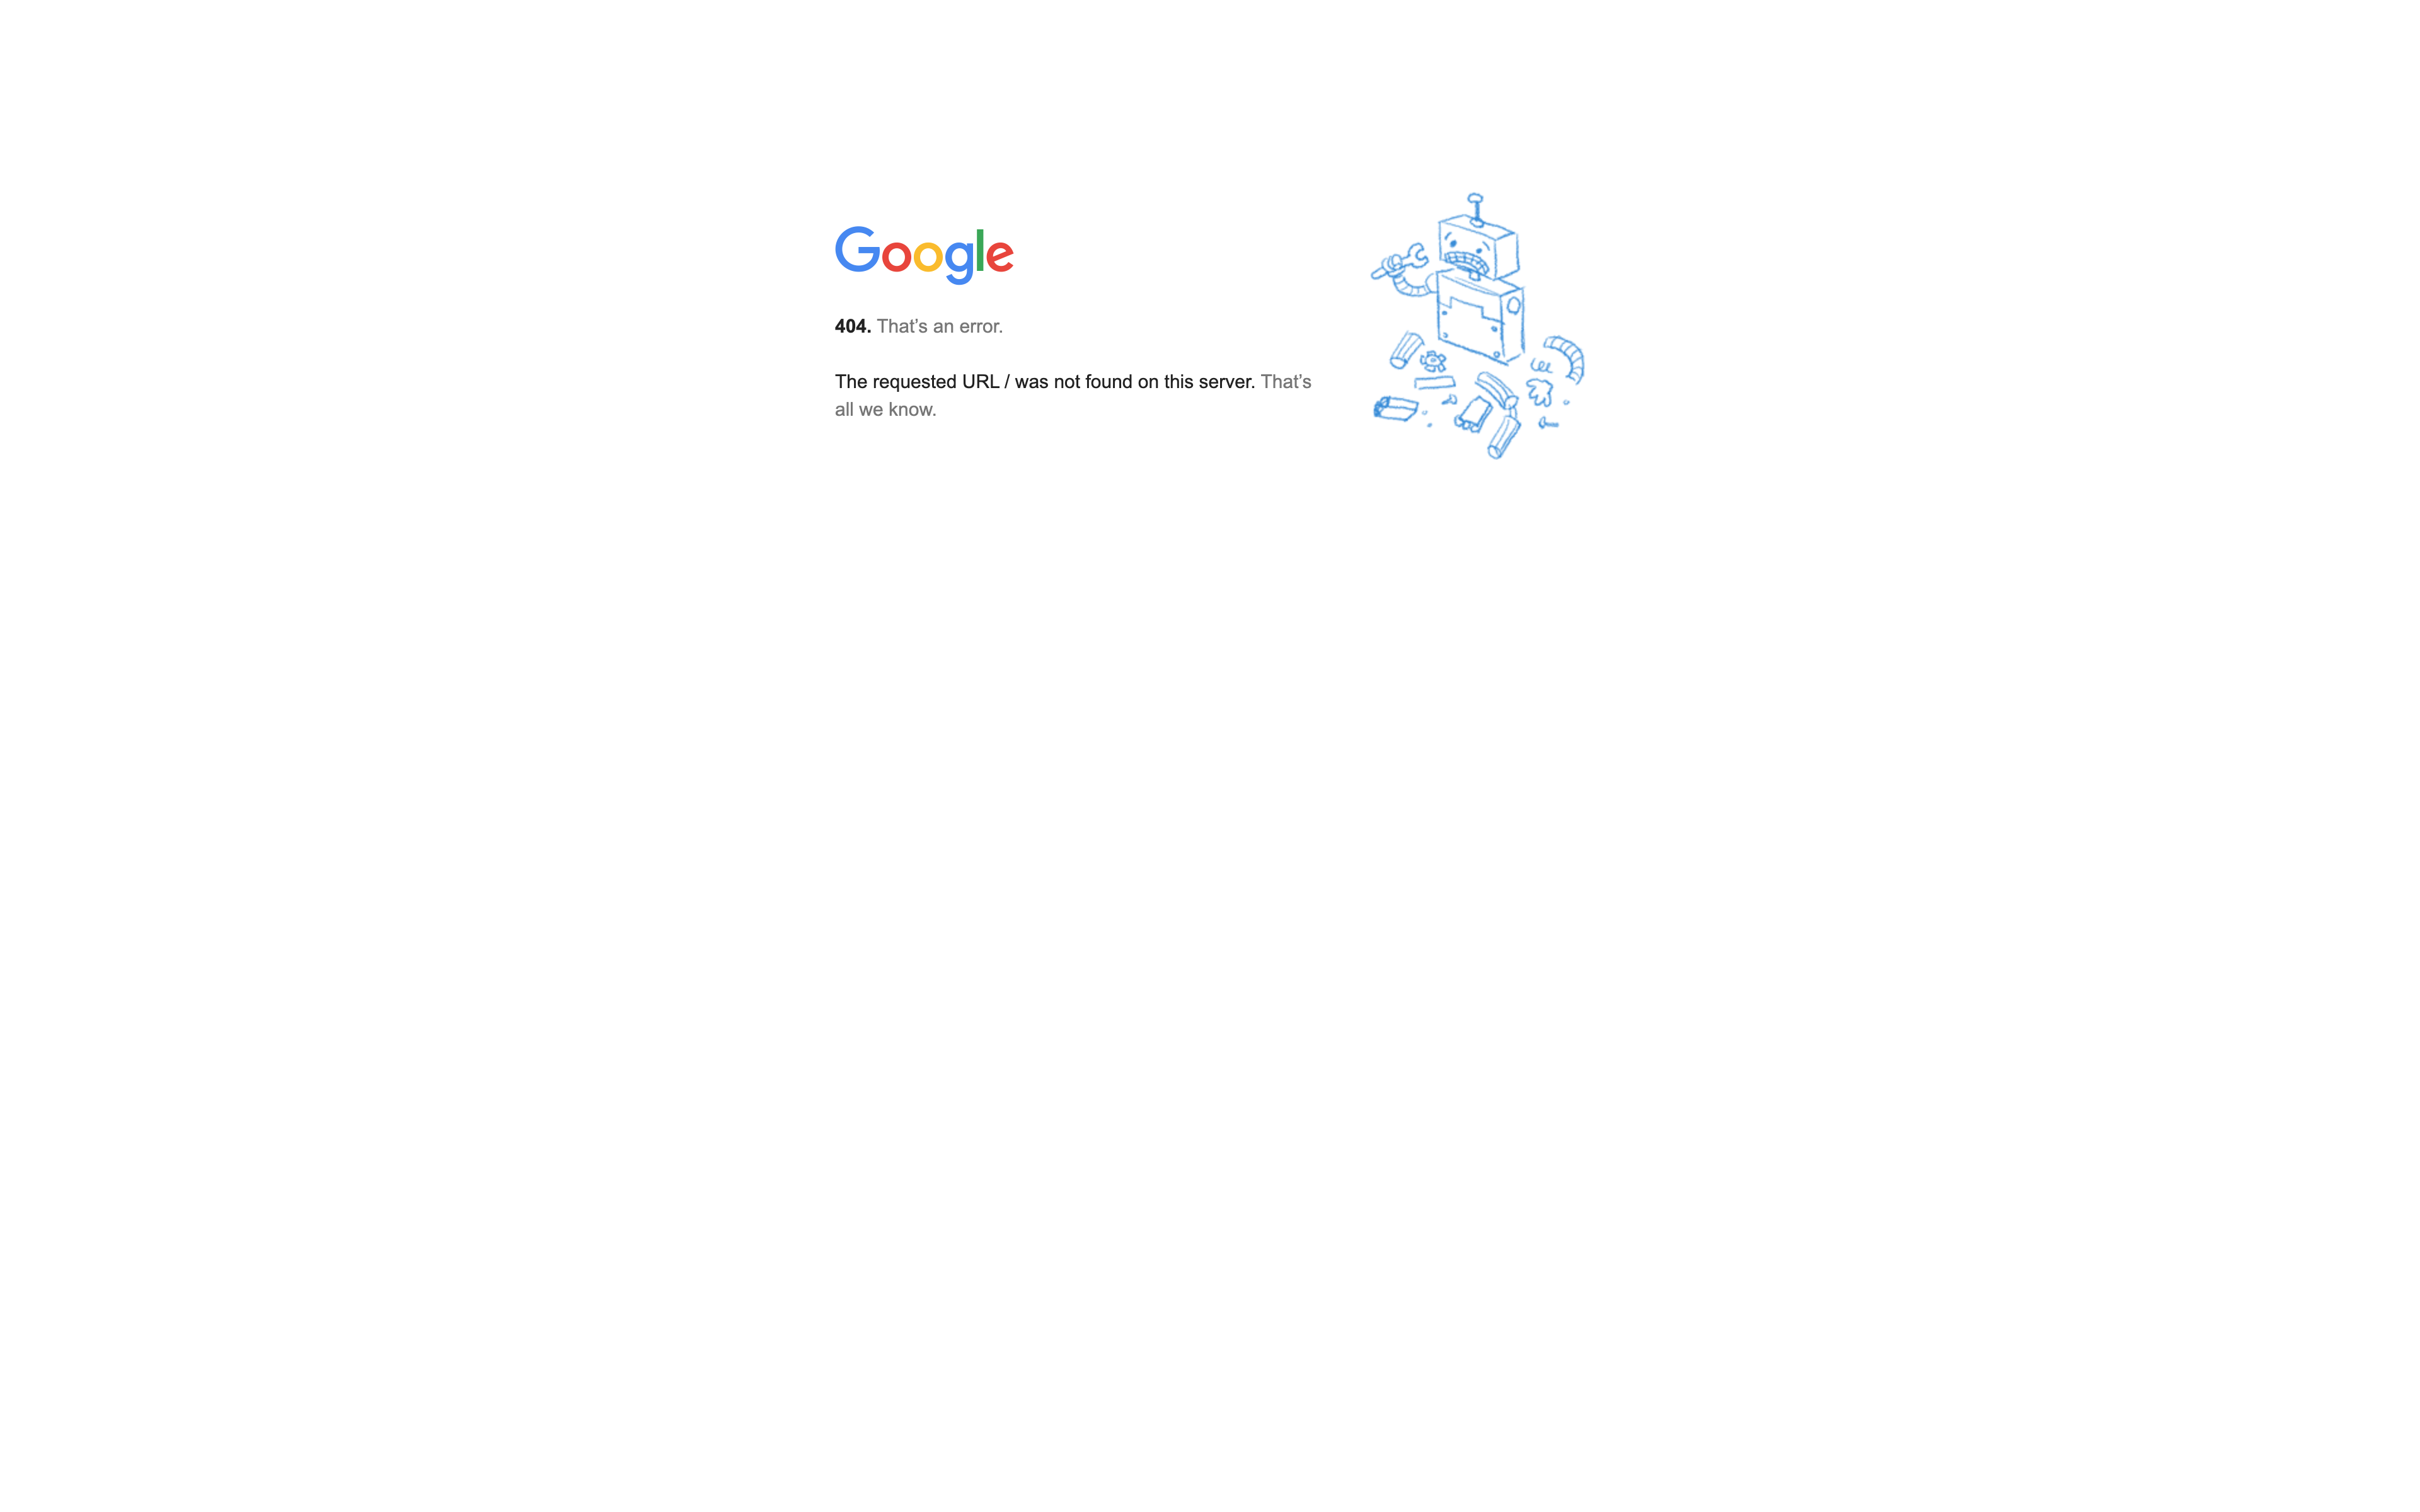 Google
404. That’s an error.
The requested URL / was not found on this server. That’s
all we know.